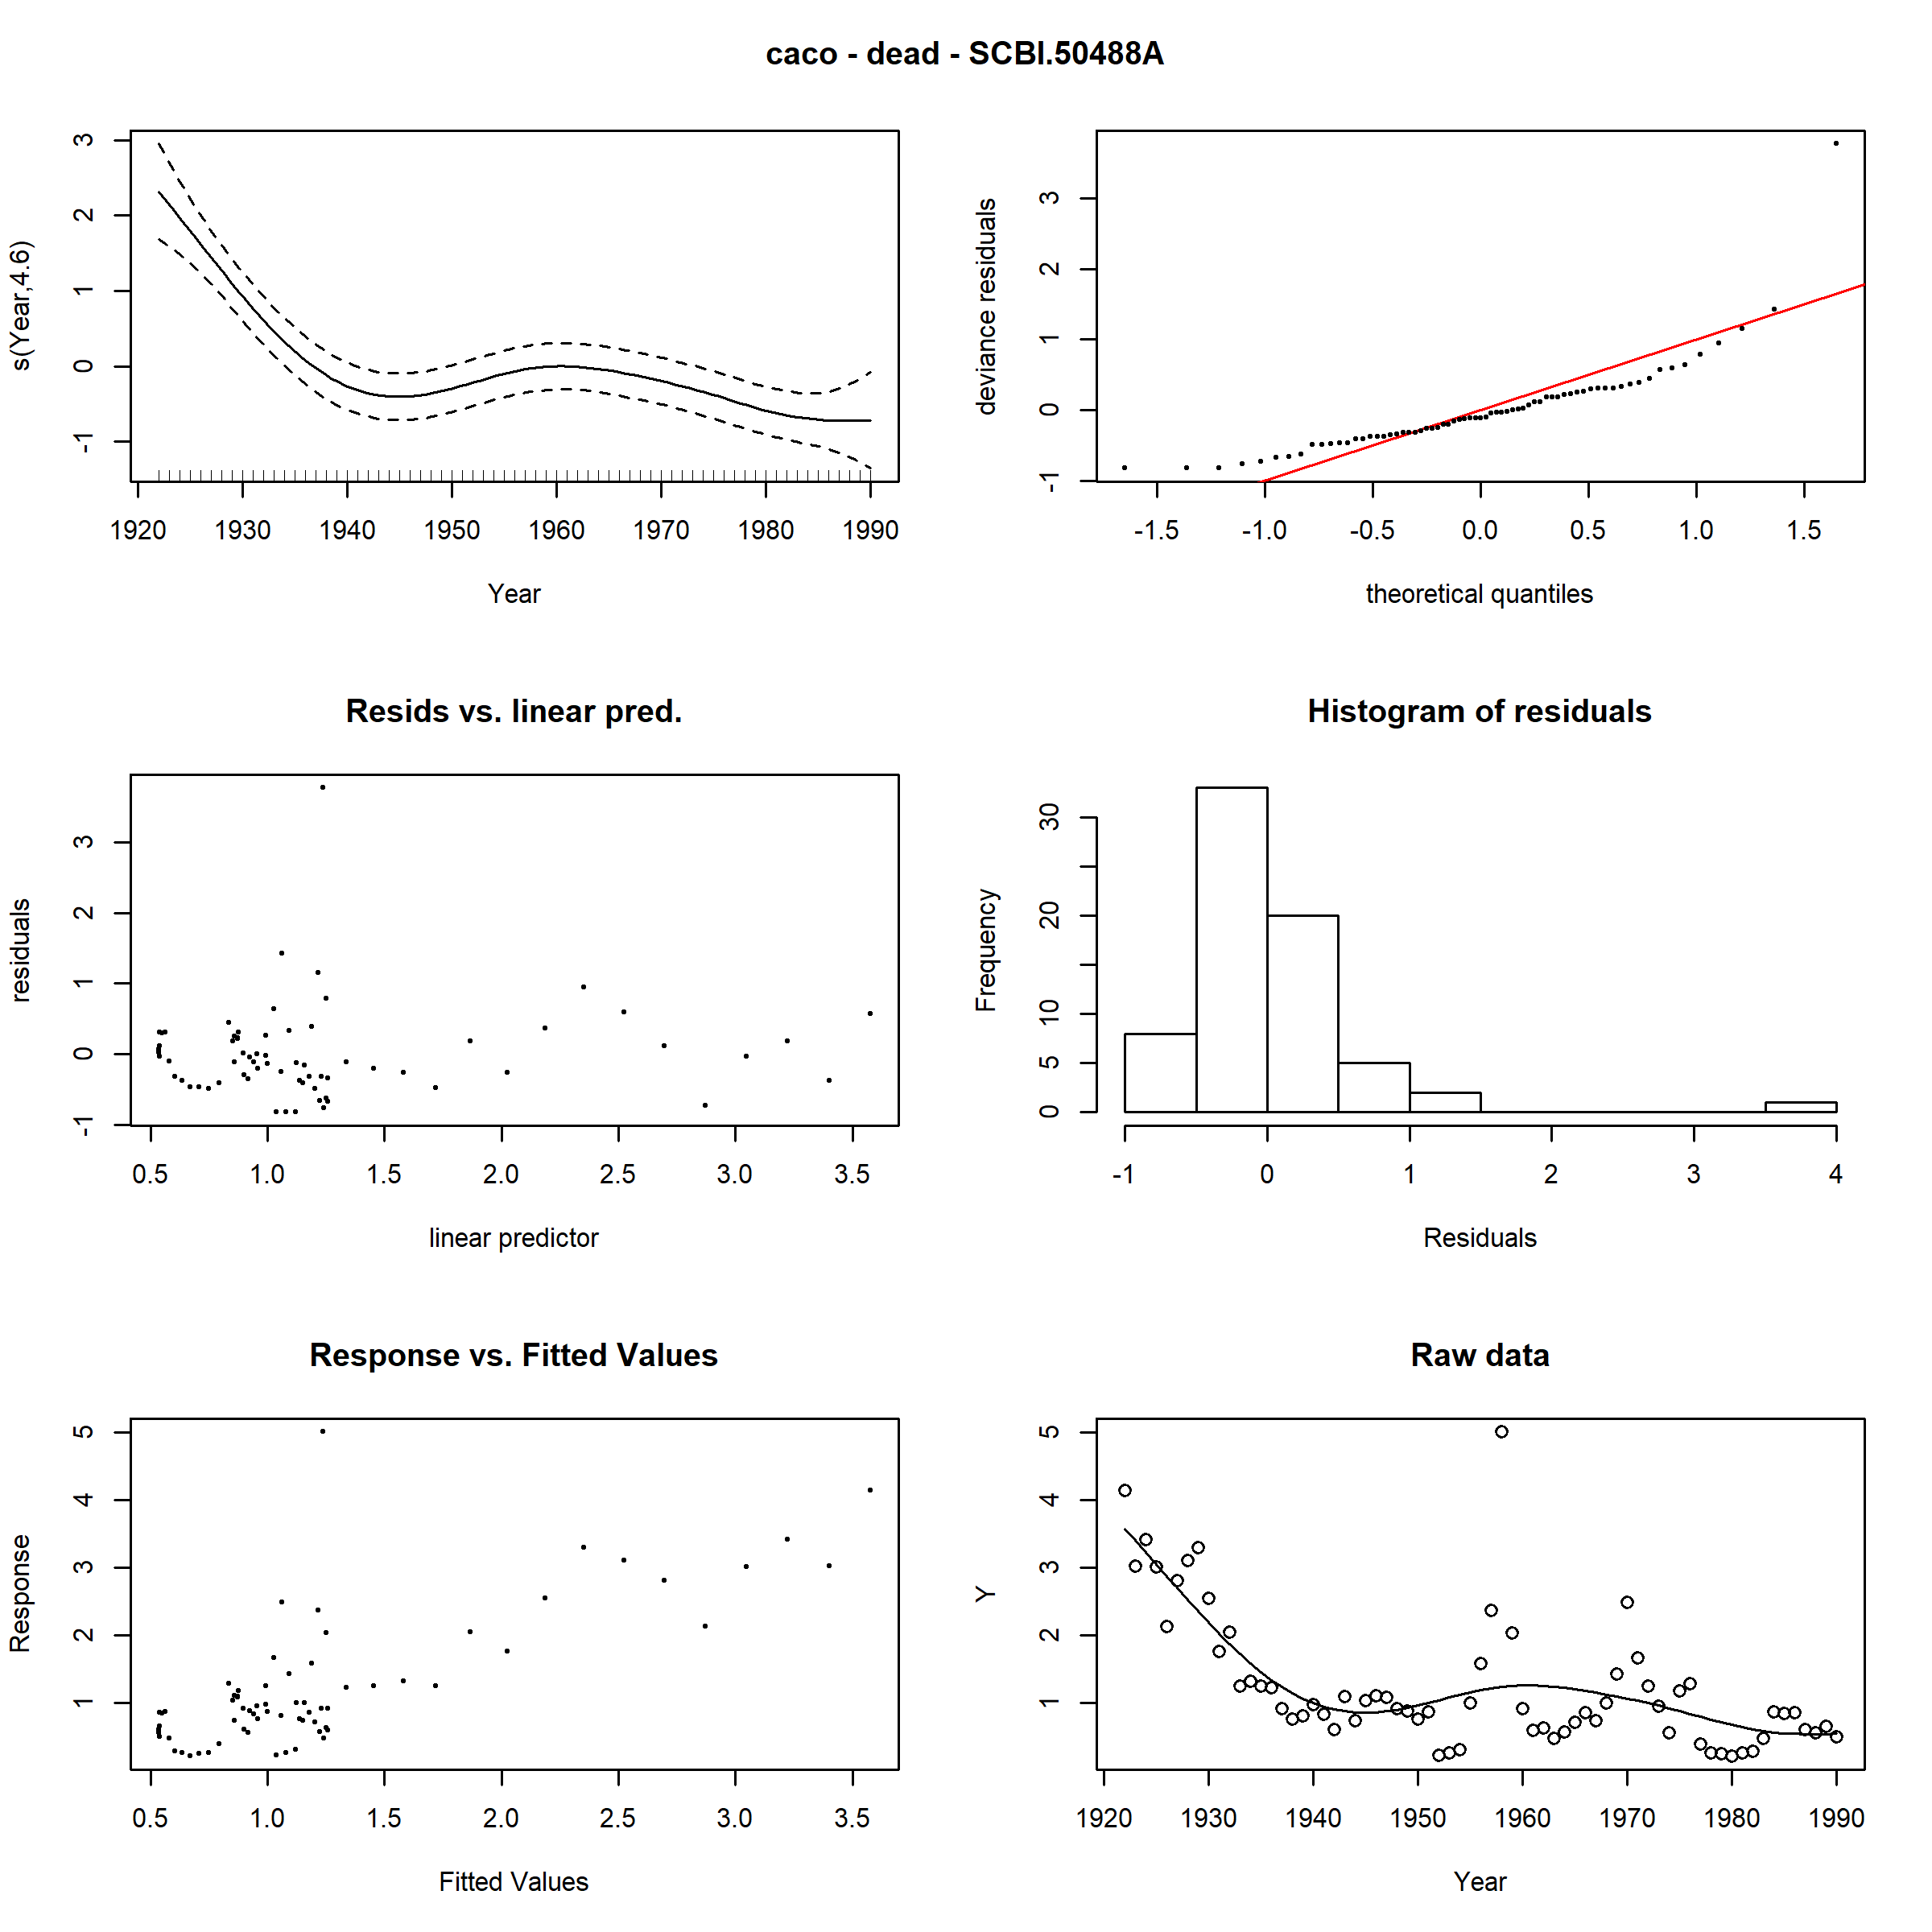 caco - dead - SCBI.50488A
s(Year,4.6)
3
2
1
0
-1
1920 1930 1940 1950 1960 1970 1980 1990
Year
deviance residuals
3
2
1
0
-1
-1.5 -1.0 -0.5 0.0 0.5 1.0 1.5
theoretical quantiles
Resids vs. linear pred.
residuals
3
2
1
0
-1
0.5 1.0 1.5 2.0 2.5 3.0 3.5
linear predictor
Histogram of residuals
Frequency
30
20
10
5
0
-1 0 1 2 3 4
Residuals
Response vs. Fitted Values
Response
5
4
3
2
1
0.5 1.0 1.5 2.0 2.5 3.0 3.5
Fitted Values
Raw data
Y
5
4
3
2
1
1920 1930 1940 1950 1960 1970 1980 1990
Year